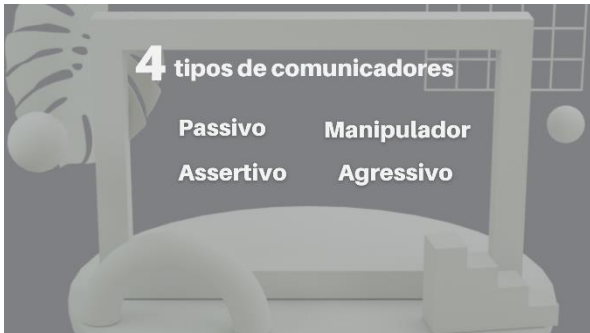 4 tipos de comunicadores
Passivo Manipulador
Assertivo Agressivo